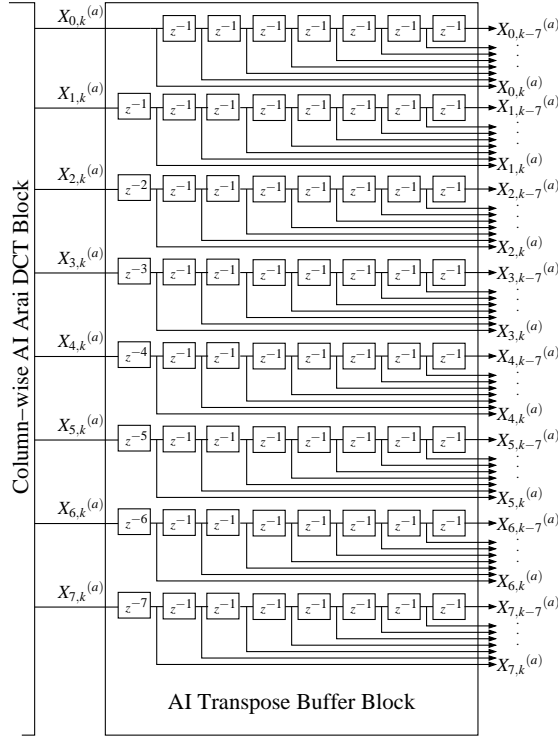 Column−wise AI Arai DCT Block
X_{0,k}^{(a)} z^{−1} z^{−1} z^{−1} z^{−1} z^{−1} z^{−1} z^{−1} X_{0,k−7}^{(a)}
X_{0,k}^{(a)}
X_{1,k}^{(a)} z^{−1} z^{−1} z^{−1} z^{−1} z^{−1} z^{−1} z^{−1} z^{−1} X_{1,k−7}^{(a)}
X_{1,k}^{(a)}
X_{2,k}^{(a)} z^{−2} z^{−1} z^{−1} z^{−1} z^{−1} z^{−1} z^{−1} z^{−1} X_{2,k−7}^{(a)}
X_{2,k}^{(a)}
X_{3,k}^{(a)} z^{−3} z^{−1} z^{−1} z^{−1} z^{−1} z^{−1} z^{−1} z^{−1} X_{3,k−7}^{(a)}
X_{3,k}^{(a)}
X_{4,k}^{(a)} z^{−4} z^{−1} z^{−1} z^{−1} z^{−1} z^{−1} z^{−1} z^{−1} X_{4,k−7}^{(a)}
X_{4,k}^{(a)}
X_{5,k}^{(a)} z^{−5} z^{−1} z^{−1} z^{−1} z^{−1} z^{−1} z^{−1} z^{−1} X_{5,k−7}^{(a)}
X_{5,k}^{(a)}
X_{6,k}^{(a)} z^{−6} z^{−1} z^{−1} z^{−1} z^{−1} z^{−1} z^{−1} z^{−1} X_{6,k−7}^{(a)}
X_{6,k}^{(a)}
X_{7,k}^{(a)} z^{−7} z^{−1} z^{−1} z^{−1} z^{−1} z^{−1} z^{−1} z^{−1} X_{7,k−7}^{(a)}
X_{7,k}^{(a)}
AI Transpose Buffer Block